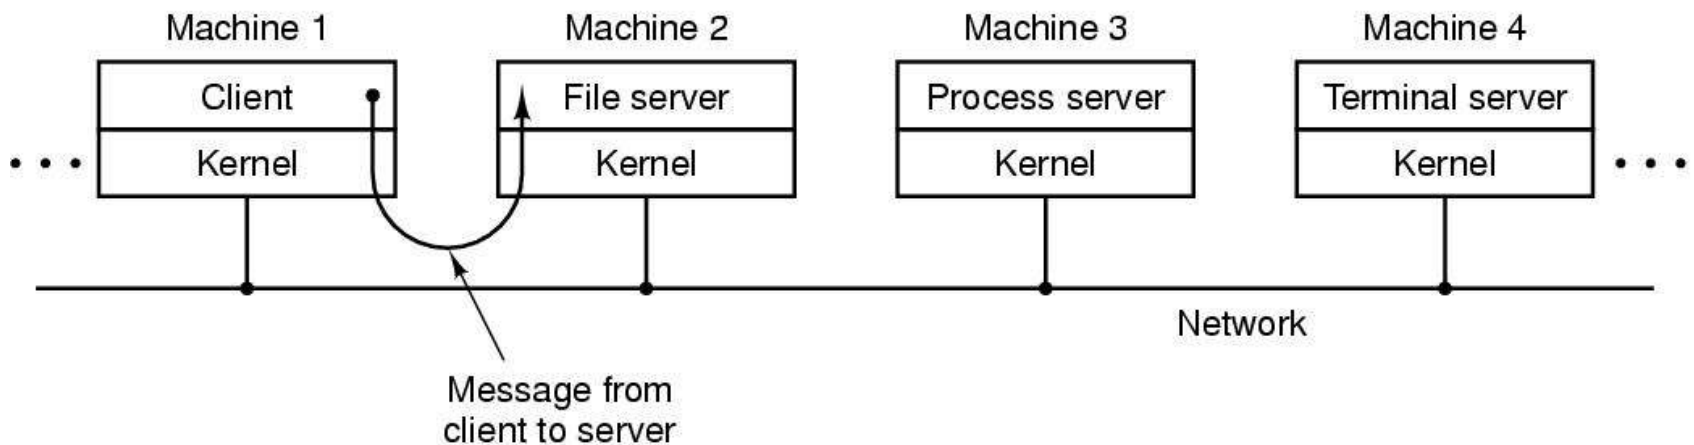 Machine 1
Machine 2
Machine 3
Machine 4
Client
File server
Process server
Terminal server
Kernel
Kernel
Kernel
Kernel
Network
Message from
client to server